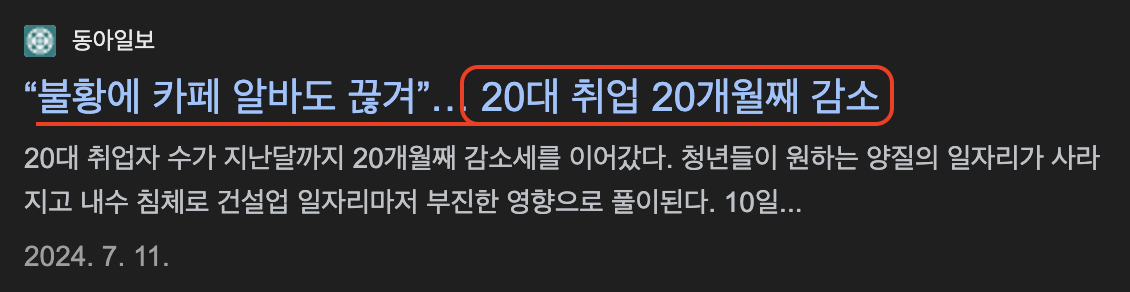 동아일보
“불황에 카페 알바도 끊겨”... 20대 취업 20개월째 감소
20대 취업자 수가 지난달까지 20개월째 감소세를 이어갔다. 청년들이 원하는 양질의 일자리가 사라
지고 내수 침체로 건설업 일자리마저 부진한 영향으로 풀이된다. 10일...
2024. 7. 11.